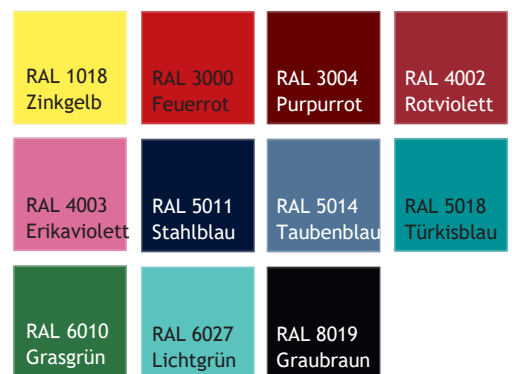 RAL 1018
Zinkgelb
RAL 3000
Feuerrot
RAL 3004
Purpurrot
RAL 4002
Rotviolett
RAL 4003
Erikaviolett
RAL 5011
Stahlblau
RAL 5014
Taubenblau
RAL 5018
Türkisblau
RAL 6010
Grasgrün
RAL 6027
Lichtgrün
RAL 8019
Graubraun